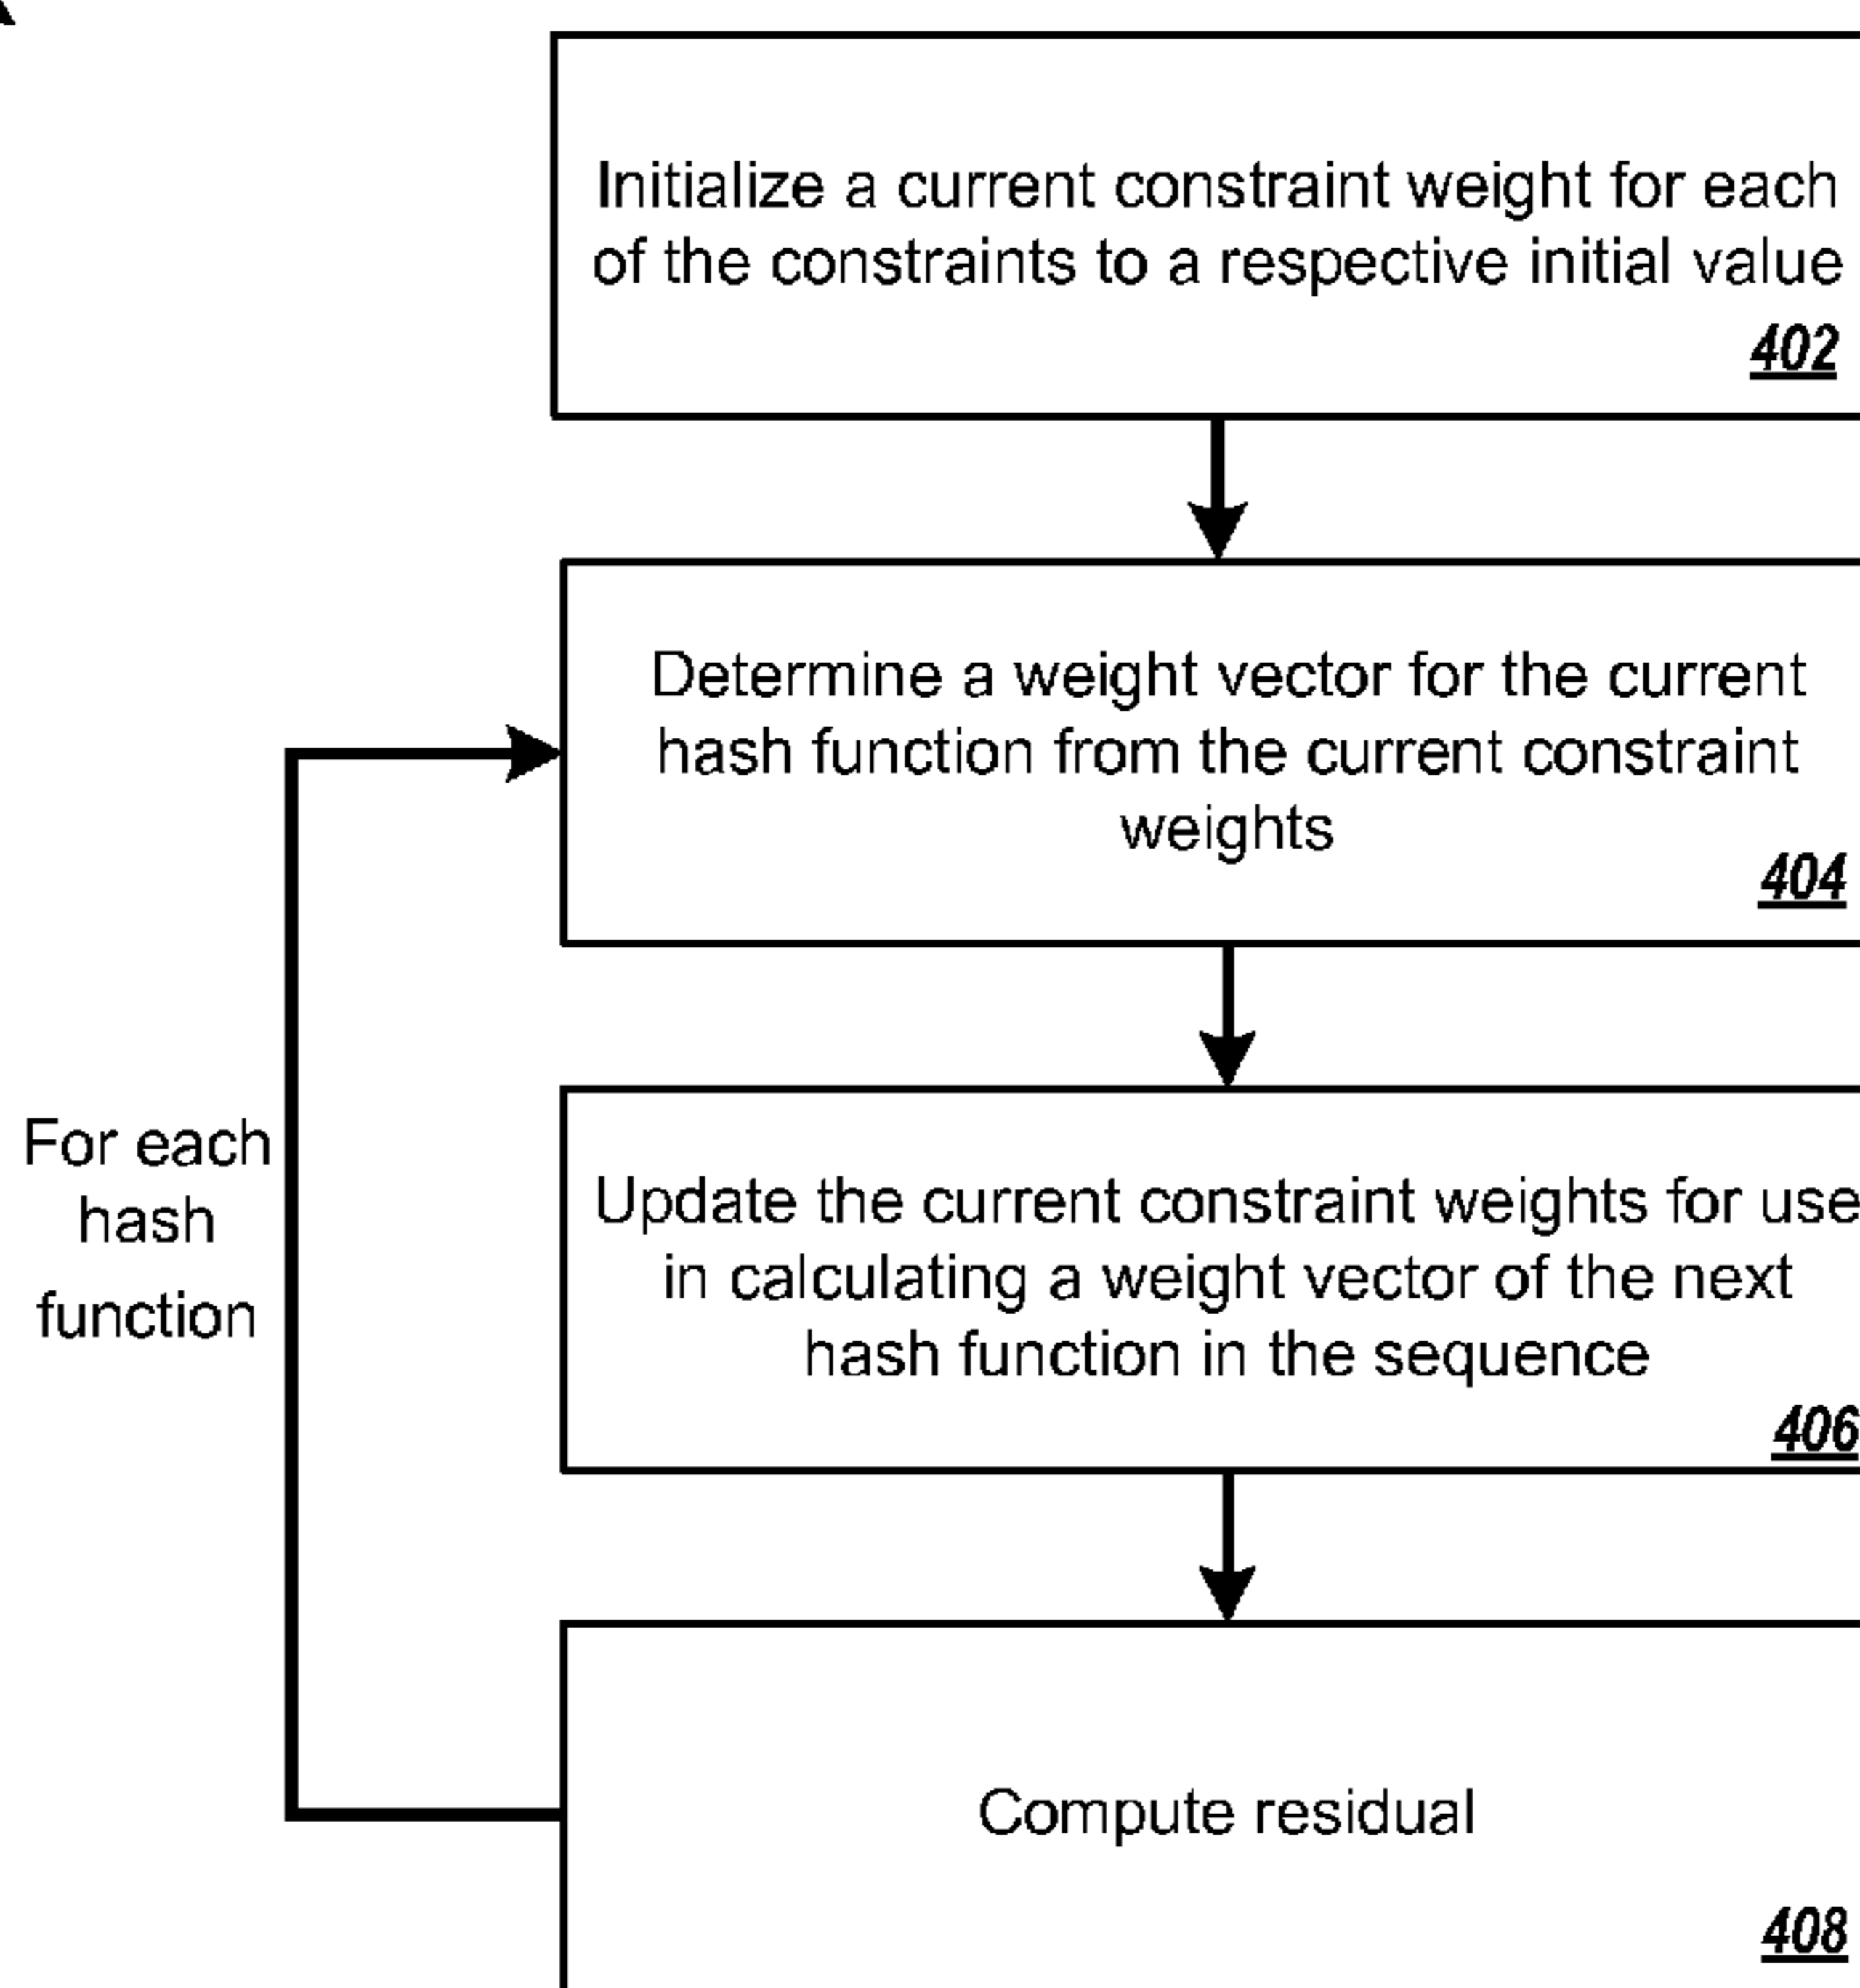 Initialize a current constraint weight for each
of the constraints to a respective initial value
402
Determine a weight vector for the current
hash function from the current constraint
weights
404
For each
hash
function
Update the current constraint weights for use
in calculating a weight vector of the next
hash function in the sequence
406
Compute residual
408